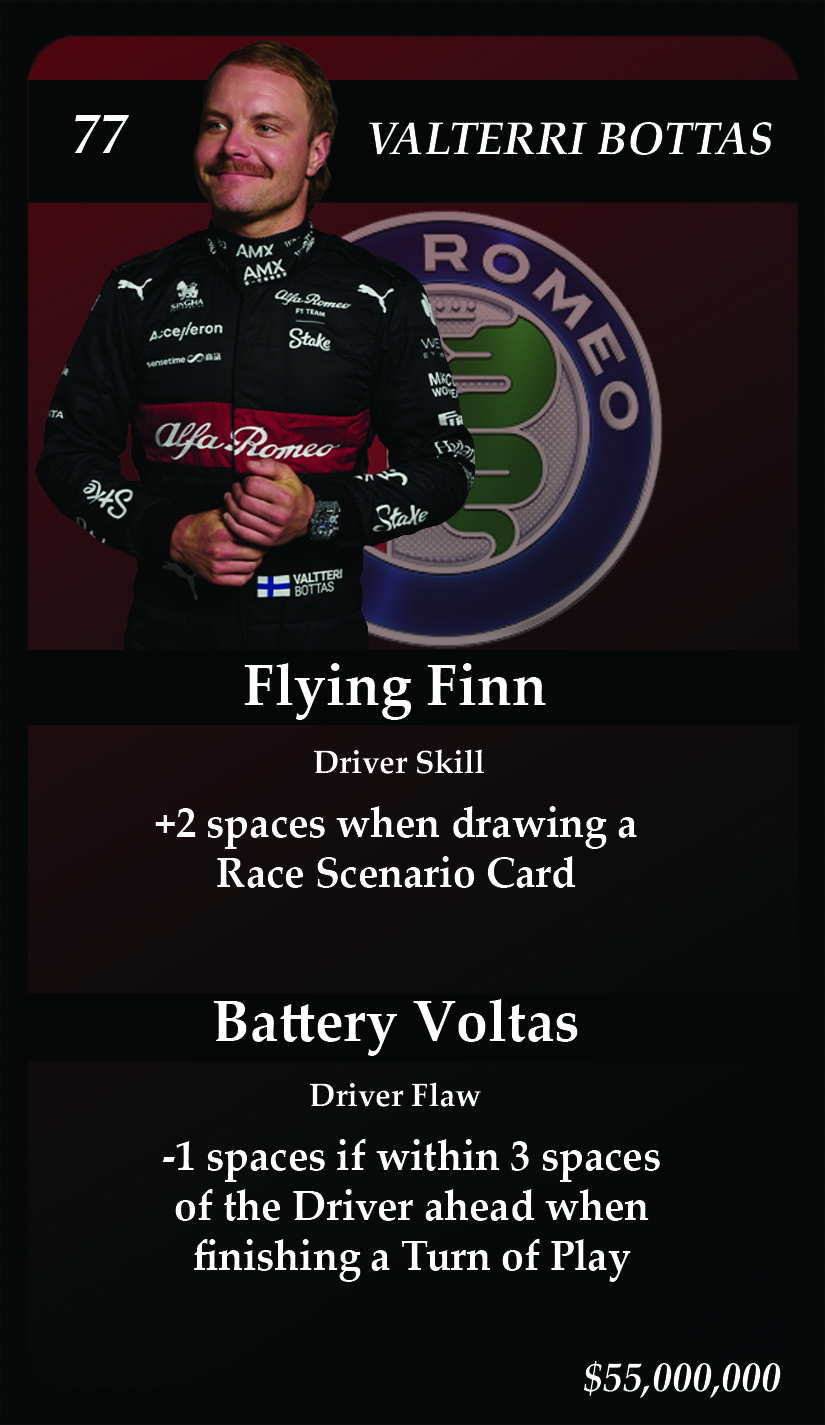 77
VALTERRI BOTTAS
ROMEO
AMX
AMX
SINGHA
Alfa Romeo
F1 TEAM
Accelleron
Stake
sensetime
Alfa Romeo
Stake
Stake
VALTTERI
BOTTAS
Flying Finn
Driver Skill
+2 spaces when drawing a
Race Scenario Card
Battery Voltas
Driver Flaw
-1 spaces if within 3 spaces
of the Driver ahead when
finishing a Turn of Play
$55,000,000